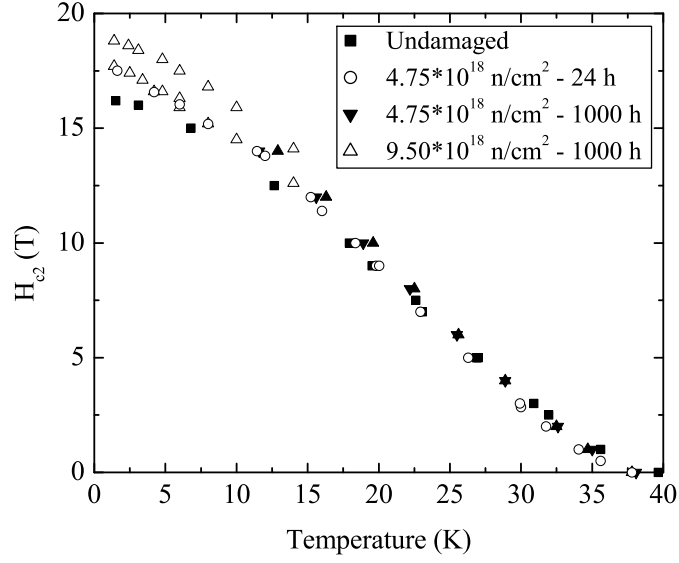 20
15
10
5
0
H_c2 (T)
Undamaged
4.75*10^18 n/cm^2 - 24 h
4.75*10^18 n/cm^2 - 1000 h
9.50*10^18 n/cm^2 - 1000 h
0 5 10 15 20 25 30 35 40
Temperature (K)